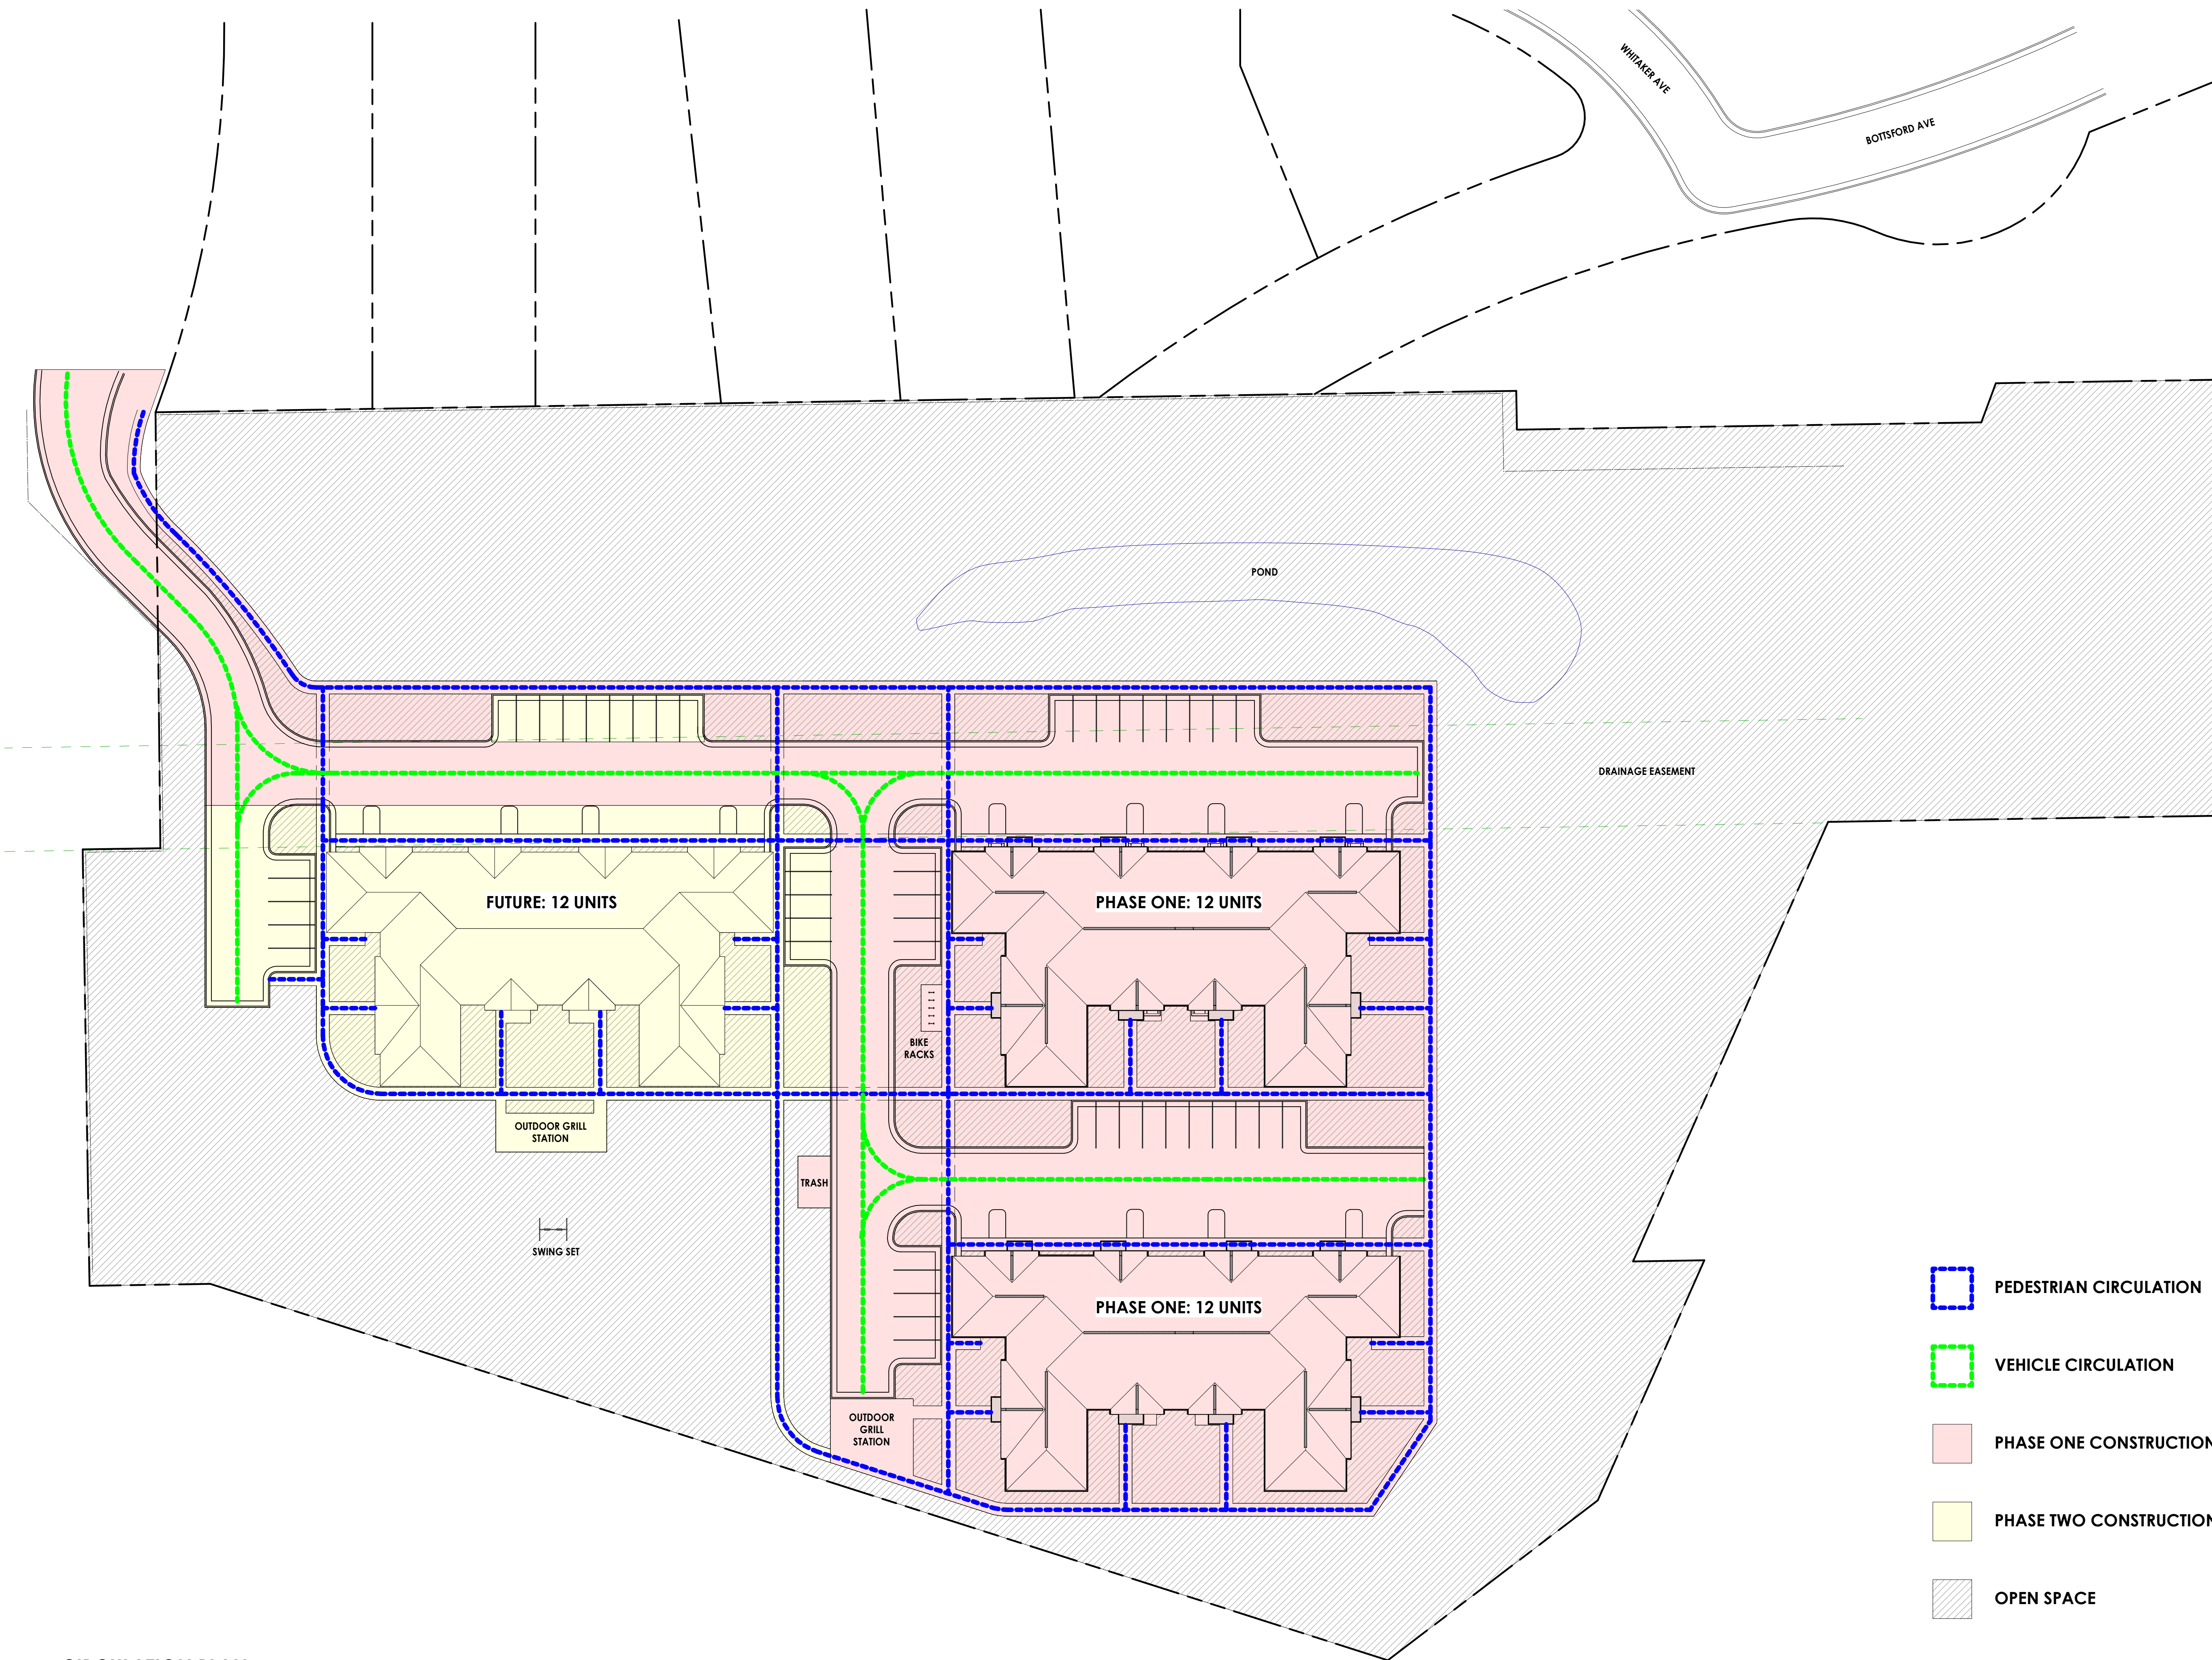 WHITAKER AVE
BOTTSFORD AVE
POND
DRAINAGE EASEMENT
FUTURE: 12 UNITS
PHASE ONE: 12 UNITS
BIKE
RACKS
OUTDOOR GRILL
STATION
TRASH
SWING SET
PHASE ONE: 12 UNITS
OUTDOOR
GRILL
STATION
PEDESTRIAN CIRCULATION
VEHICLE CIRCULATION
PHASE ONE CONSTRUCTION
PHASE TWO CONSTRUCTION
OPEN SPACE